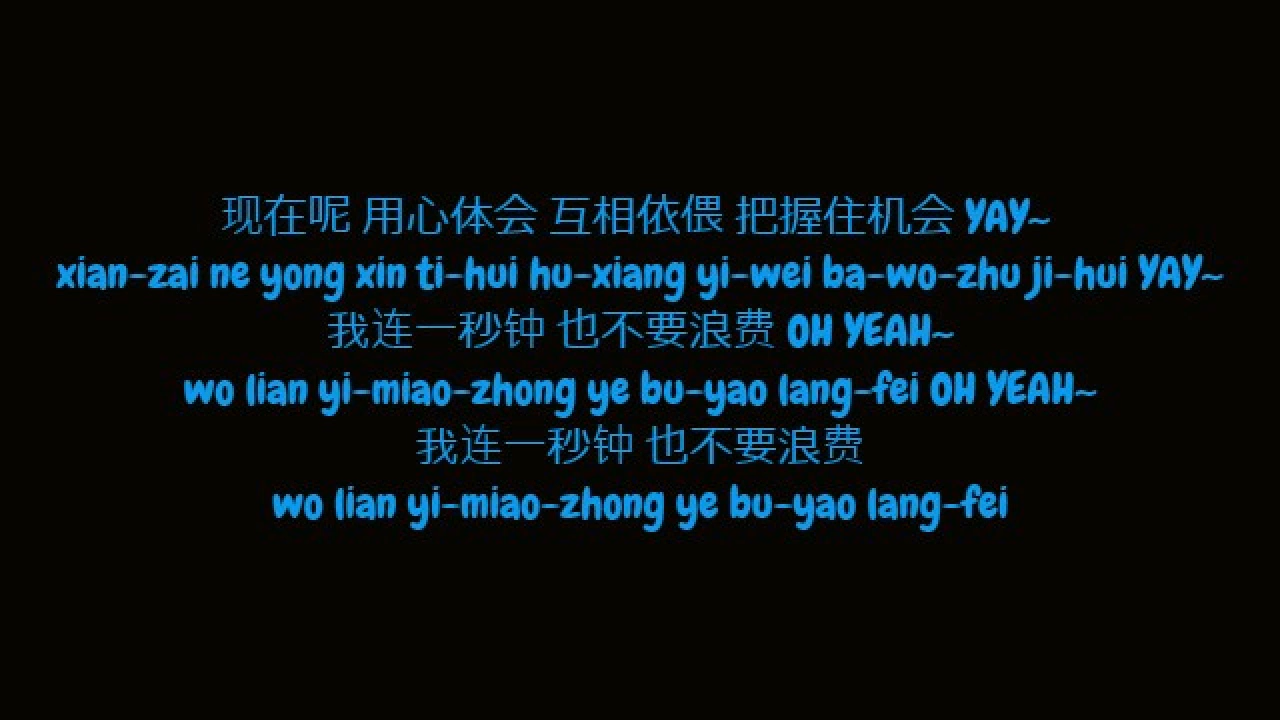 现在呢 用心体会 互相依偎 把握住机会 YAY~
xian-zai ne yong xin ti-hui hu-xiang yi-wei ba-wo-zhu ji-hui YAY~
我连一秒钟 也不要浪费 OH YEAH~
wo lian yi-miao-zhong ye bu-yao lang-fei OH YEAH~
我连一秒钟 也不要浪费
wo lian yi-miao-zhong ye bu-yao lang-fei